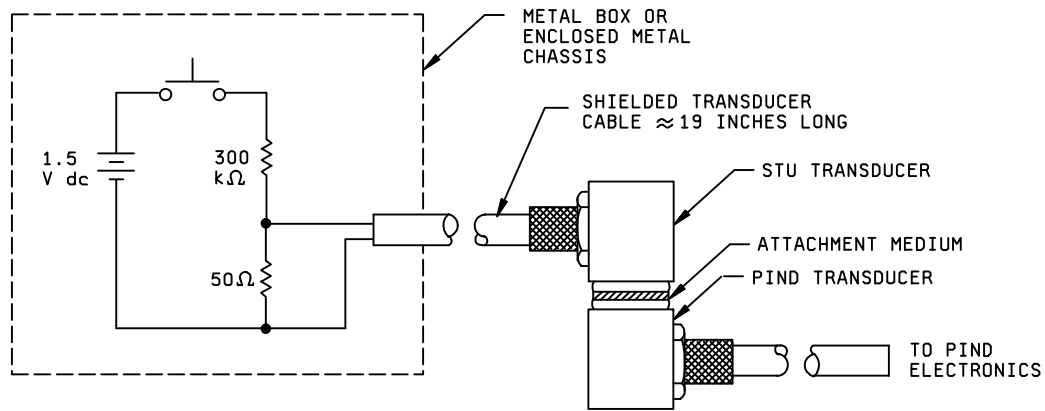 METAL BOX OR
ENCLOSED METAL
CHASSIS
SHIELDED TRANSDUCER
CABLE ≈19 INCHES LONG
1.5
V dc
300
kΩ
STU TRANSDUCER
50Ω
ATTACHMENT MEDIUM
PIND TRANSDUCER
TO PIND
ELECTRONICS